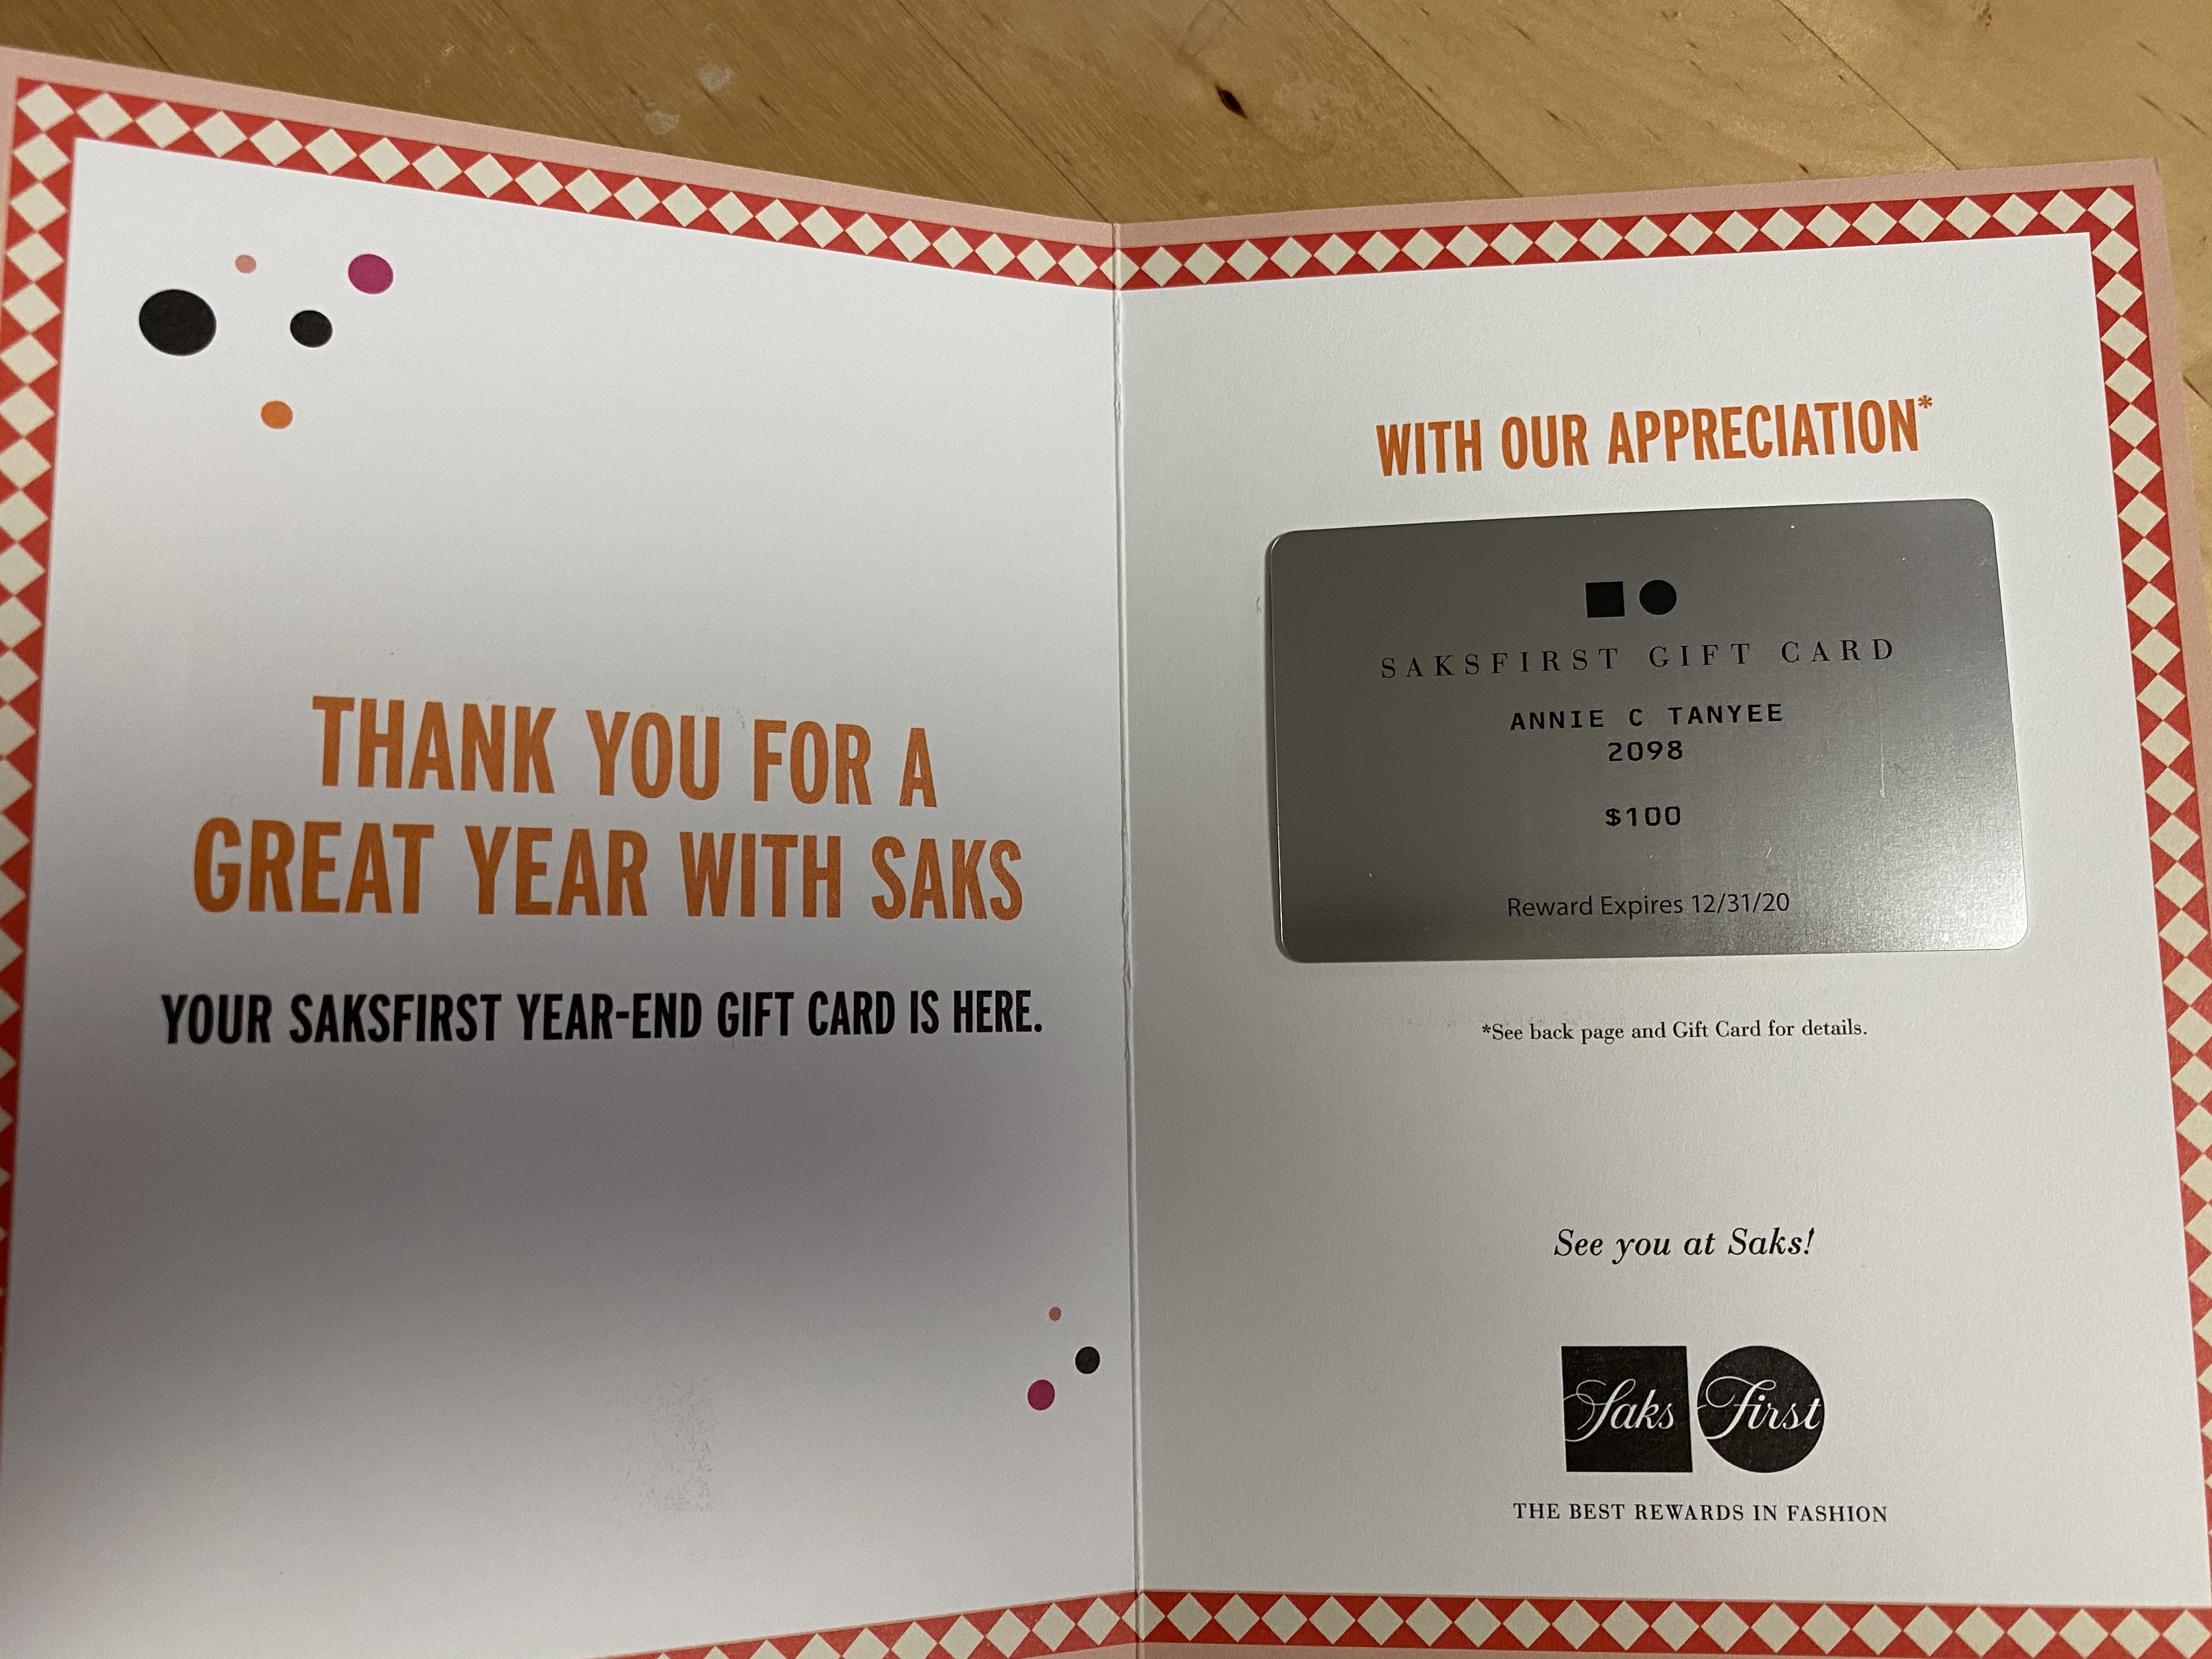 THANK YOU FOR A
GREAT YEAR WITH SAKS
YOUR SAKSFIRST YEAR-END GIFT CARD IS HERE.
WITH OUR APPRECIATION*
SAKSFIRST GIFT CARD
ANNIE C TANYEE
2098
$100
Reward Expires 12/31/20
*See back page and Gift Card for details.
See you at Saks!
Saks First
THE BEST REWARDS IN FASHION